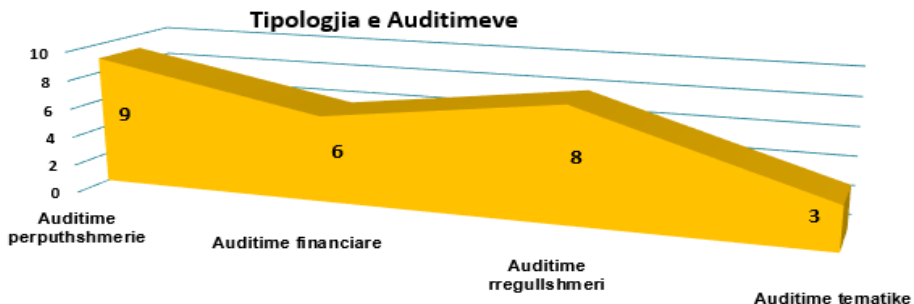 Tipologjia e Auditimeve
10
8
6
4
2
0
9
6
8
3
Auditime
perputhshmerie
Auditime financiare
Auditime
rregullshmeri
Auditime tematike